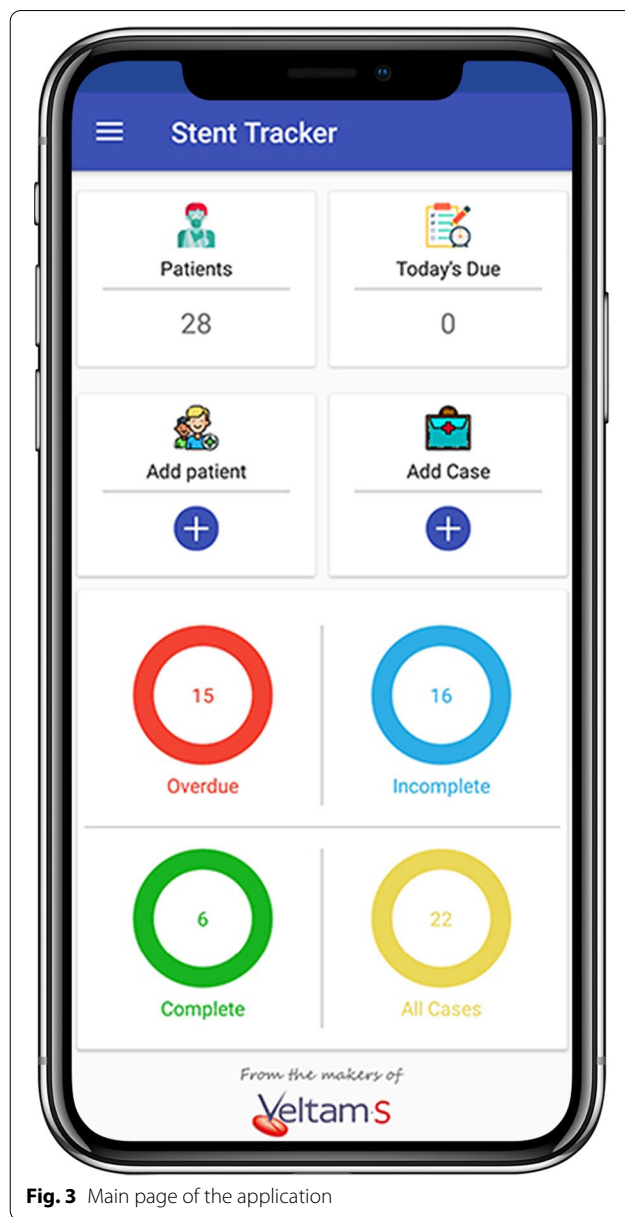 Stent Tracker
Patients
28
Today's Due
0
Add patient
Add Case
15
Overdue
16
Incomplete
6
Complete
22
All Cases
From the makers of
Veltam S
Fig. 3 Main page of the application